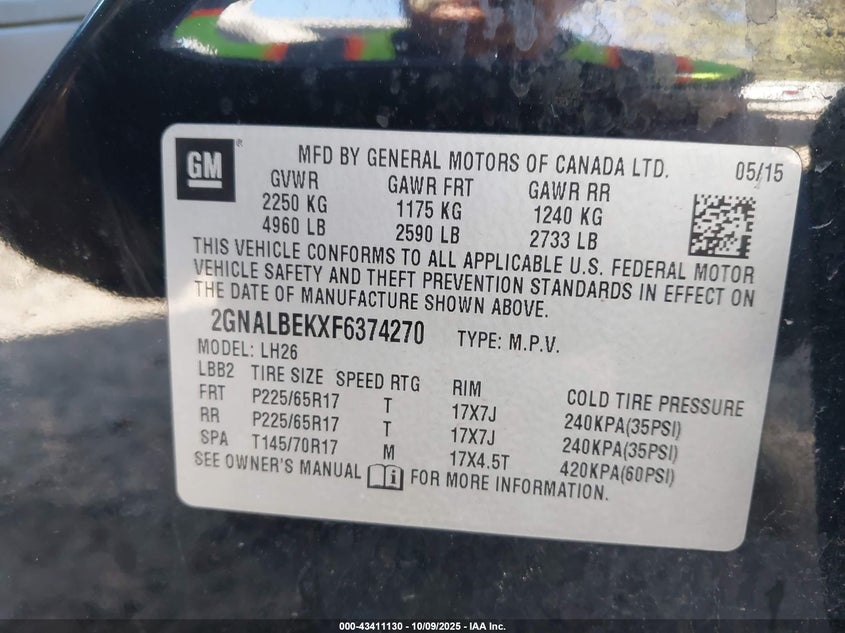 GM
MFD BY GENERAL MOTORS OF CANADA LTD. 05/15
GVWR GAWR FRT GAWR RR
2250 KG 1175 KG 1240 KG
4960 LB 2590 LB 2733 LB
THIS VEHICLE CONFORMS TO ALL APPLICABLE U.S. FEDERAL MOTOR
VEHICLE SAFETY AND THEFT PREVENTION STANDARDS IN EFFECT ON
THE DATE OF MANUFACTURE SHOWN ABOVE.
2GNALBEKXF6374270 TYPE: M.P.V.
MODEL: LH26
LBB2 TIRE SIZE SPEED RTG RIM COLD TIRE PRESSURE
FRT P225/65R17 T 17X7J 240KPA(35PSI)
RR P225/65R17 T 17X7J 240KPA(35PSI)
SPA T145/70R17 M 17X4.5T 420KPA(60PSI)
SEE OWNER'S MANUAL i FOR MORE INFORMATION.
000-43411130 - 10/09/2025 - IAA Inc.